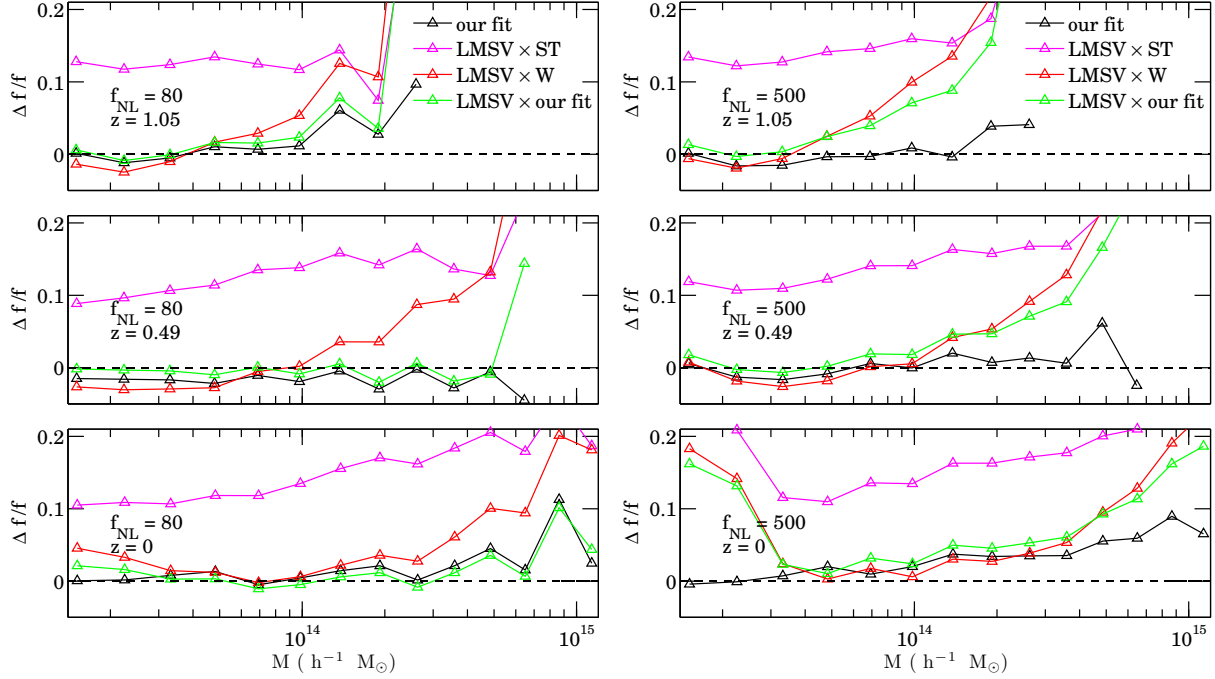 0.2
0.1
0
Δ f/f
f_NL = 80
z = 1.05
our fit
LMSV × ST
LMSV × W
LMSV × our fit
0.2
0.1
0
Δ f/f
f_NL = 500
z = 1.05
our fit
LMSV × ST
LMSV × W
LMSV × our fit
0.2
0.1
0
Δ f/f
f_NL = 80
z = 0.49
0.2
0.1
0
Δ f/f
f_NL = 500
z = 0.49
0.2
0.1
0
Δ f/f
f_NL = 80
z = 0
10^14
10^15
M ( h^−1 M_⊙)
0.2
0.1
0
Δ f/f
f_NL = 500
z = 0
10^14
10^15
M ( h^−1 M_⊙)